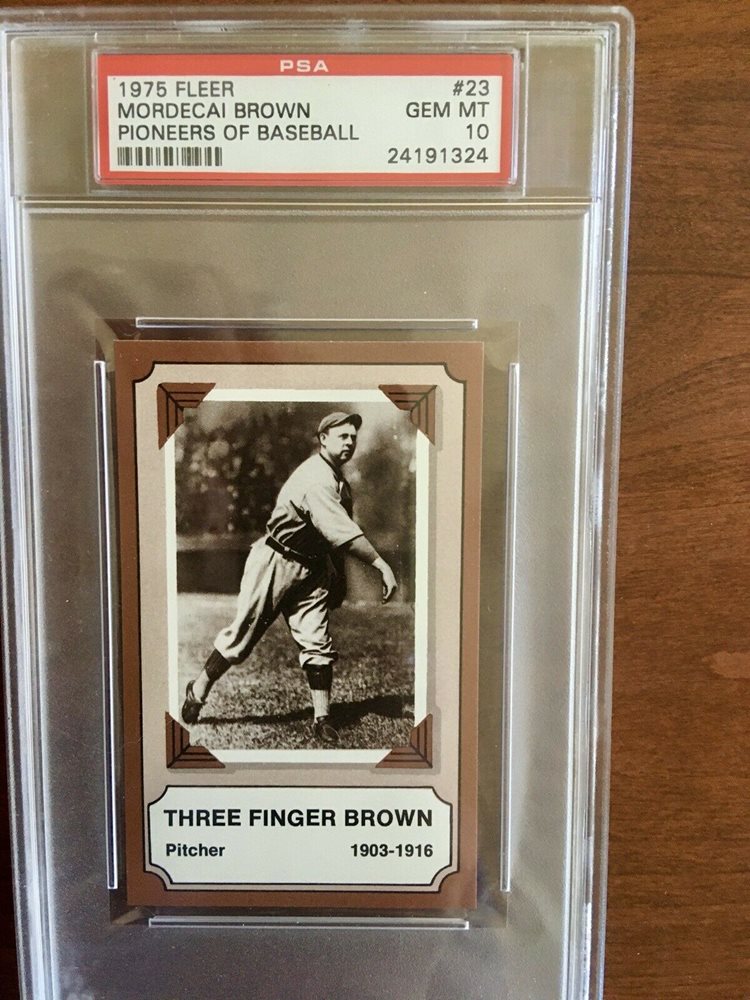 PSA
1975 FLEER #23
MORDECAI BROWN GEM MT
PIONEERS OF BASEBALL 10
24191324
THREE FINGER BROWN
Pitcher 1903-1916